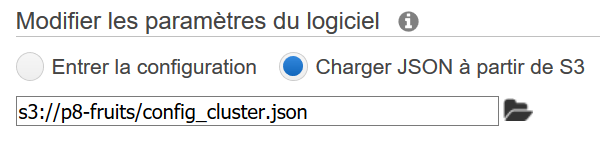 Modifier les paramètres du logiciel
Entrer la configuration Charger JSON à partir de S3
s3://p8-fruits/config_cluster.json